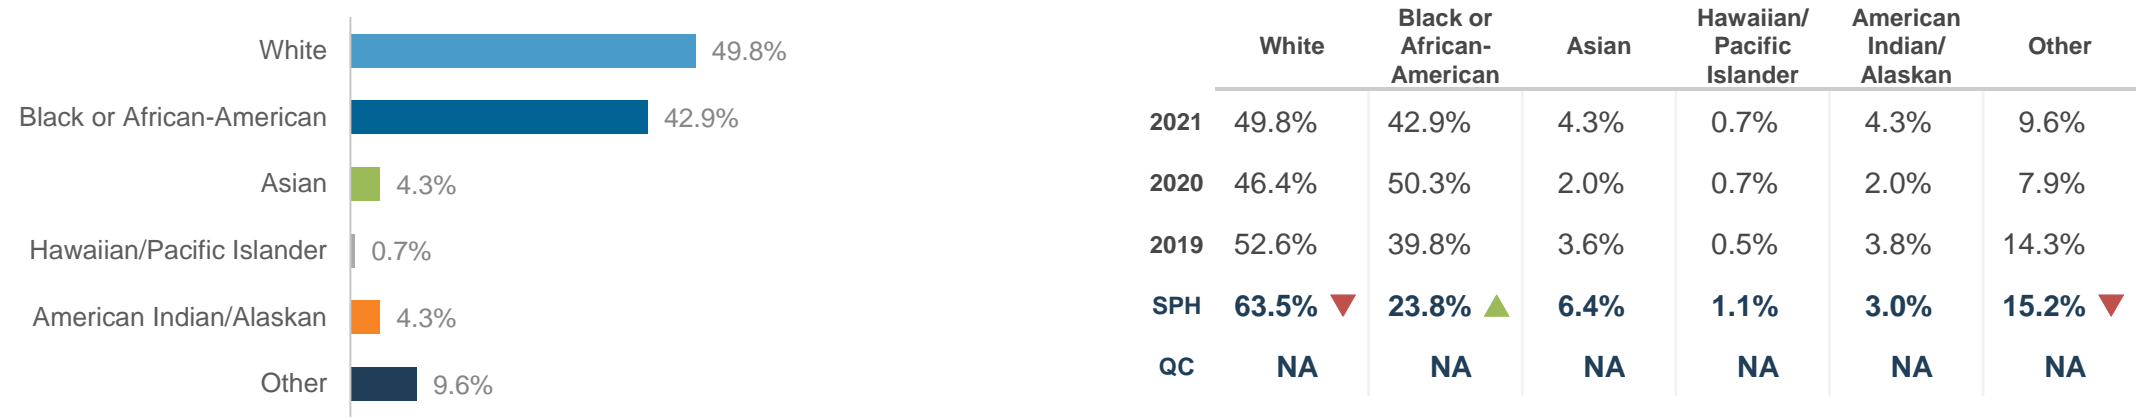 White 49.8%
Black or African-American 42.9%
Asian 4.3%
Hawaiian/Pacific Islander 0.7%
American Indian/Alaskan 4.3%
Other 9.6%
White Black or African-American Asian Hawaiian/Pacific Islander American Indian/Alaskan Other
2021 49.8% 42.9% 4.3% 0.7% 4.3% 9.6%
2020 46.4% 50.3% 2.0% 0.7% 2.0% 7.9%
2019 52.6% 39.8% 3.6% 0.5% 3.8% 14.3%
SPH 63.5% ▼ 23.8% ▲ 6.4% 1.1% 3.0% 15.2% ▼
QC NA NA NA NA NA NA